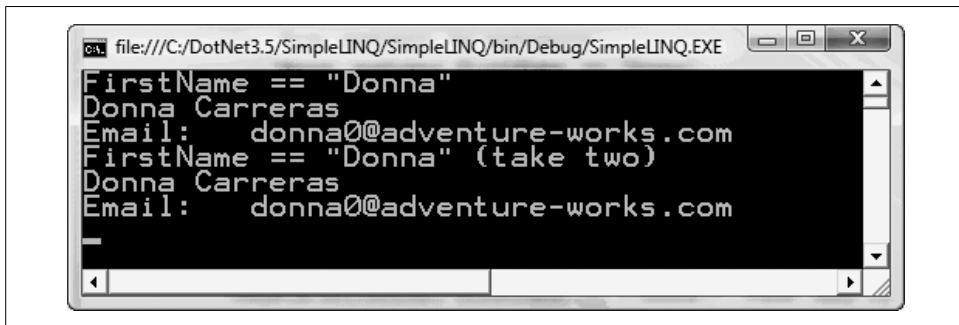 file:///C:/DotNet3.5/SimpleLINQ/SimpleLINQ/bin/Debug/SimpleLINQ.EXE
FirstName == "Donna"
Donna Carreras
Email:   donna0@adventure-works.com
FirstName == "Donna" (take two)
Donna Carreras
Email:   donna0@adventure-works.com